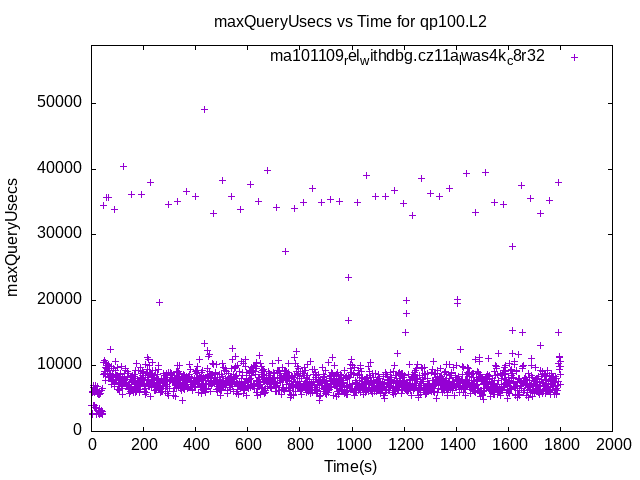 maxQueryUsecs vs Time for qp100.L2
ma101109relwithdbg.cz11alwas4kc8r32
50000
40000
30000
20000
10000
0
maxQueryUsecs
0 200 400 600 800 1000 1200 1400 1600 1800 2000
Time(s)